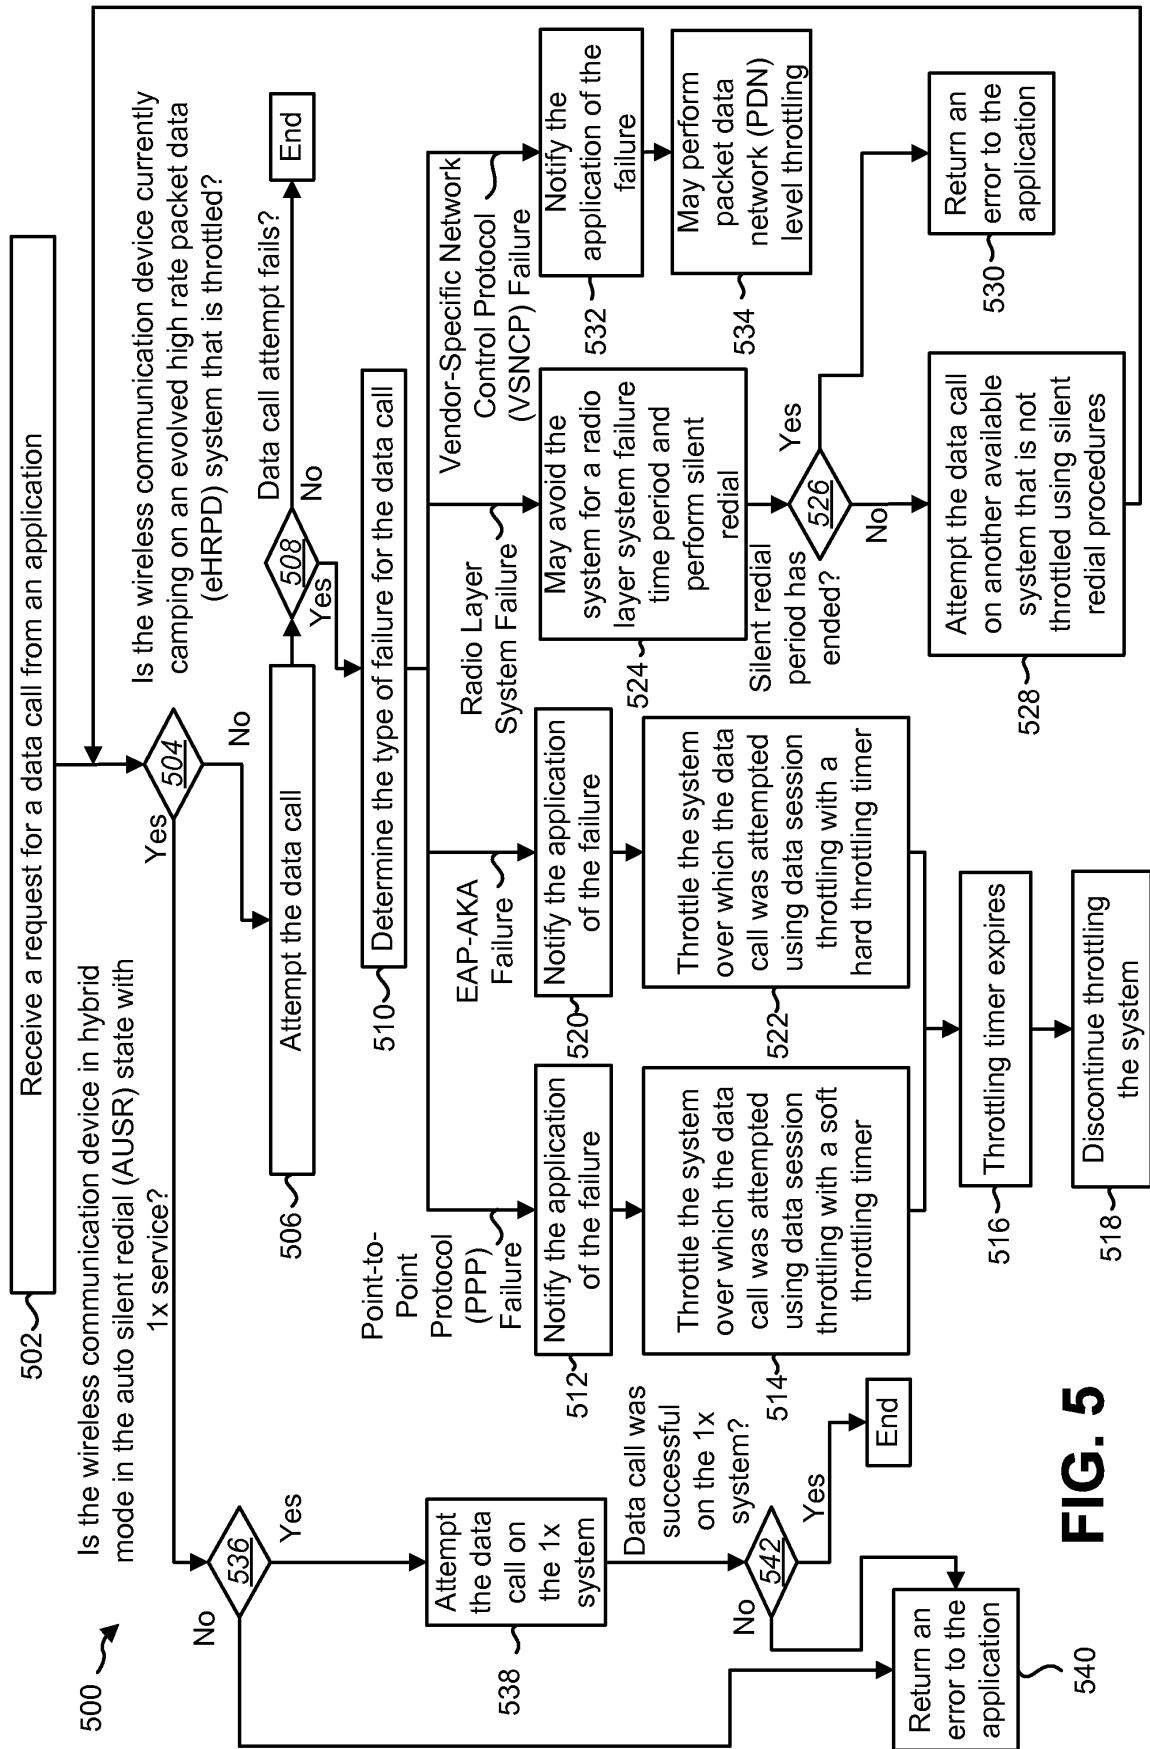 500
502
Receive a request for a data call from an application
Is the wireless communication device currently
camping on an evolved high rate packet data
(eHRPD) system that is throttled?
504
Yes
No
Is the wireless communication device in hybrid
mode in the auto silent redial (AUSR) state with
1x service?
506
Attempt the data call
Data call attempt fails?
508
No
Yes
End
510
Determine the type of failure for the data call
Point-to-
Point
Protocol
(PPP)
Failure
EAP-AKA
Failure
Radio Layer
System Failure
Vendor-Specific Network
Control Protocol
(VSNCP) Failure
512
Notify the application
of the failure
514
Throttle the system
over which the data
call was attempted
using data session
throttling with a soft
throttling timer
520
Notify the application
of the failure
522
Throttle the system
over which the data
call was attempted
using data session
throttling with a
hard throttling timer
516
Throttling timer expires
518
Discontinue throttling
the system
524
May avoid the
system for a radio
layer system failure
time period and
perform silent
redial
Silent redial
period has
ended?
526
Yes
No
528
Attempt the data call
on another available
system that is not
throttled using silent
redial procedures
530
Return an
error to the
application
532
Notify the
application of the
failure
534
May perform
packet data
network (PDN)
level throttling
536
No
Yes
538
Attempt
the data
call on
the 1x
system
Data call was
successful
on the 1x
system?
542
No
Yes
End
540
Return an
error to the
application
FIG. 5